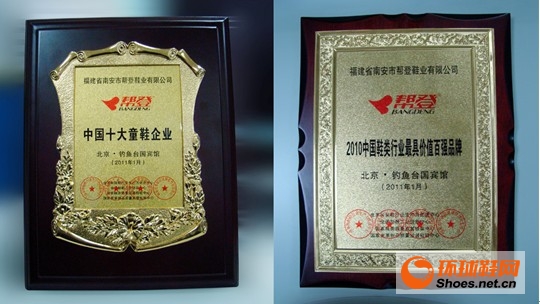 福建省南安市帮登鞋业有限公司
帮登
BANGDENG
中国十大童鞋企业
北京·钓鱼台国宾馆
(2011年1月)
福建省南安市帮登鞋业有限公司
帮登
BANGDENG
2010中国鞋类行业最具价值百强品牌
北京·钓鱼台国宾馆
(2011年1月)
环球鞋网
Shoes.net.cn